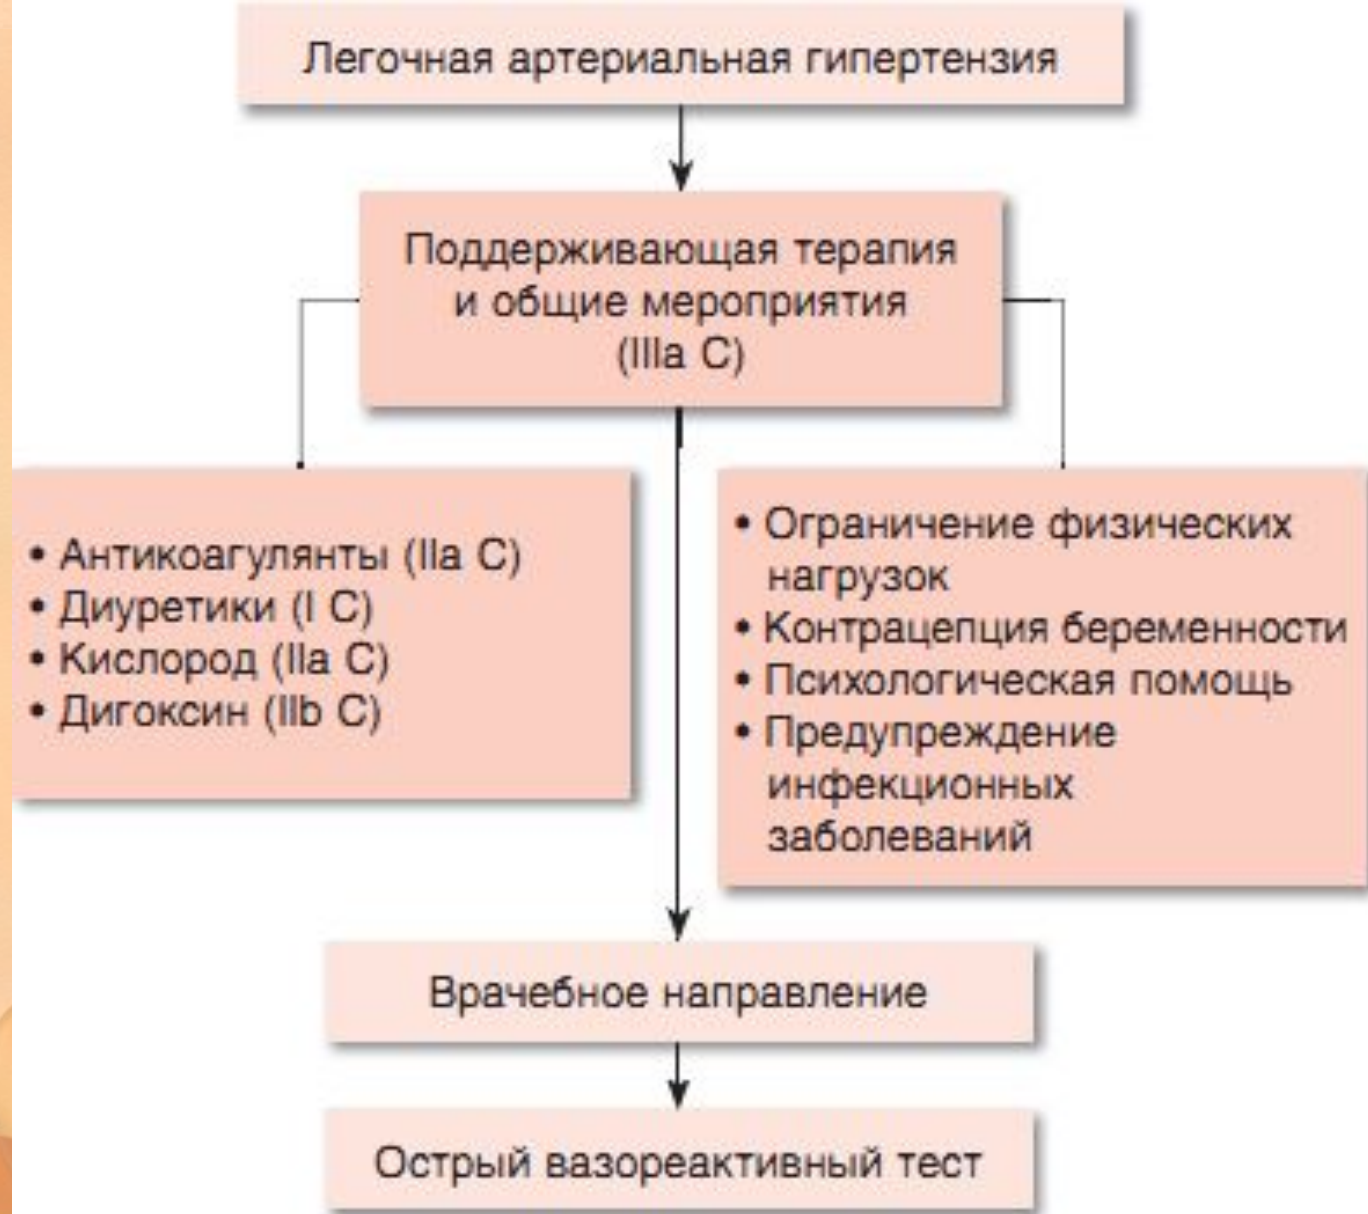 Легочная артериальная гипертензия
Поддерживающая терапия
и общие мероприятия
(IIIa C)
• Антикоагулянты (IIa C)
• Диуретики (I C)
• Кислород (IIa C)
• Дигоксин (IIb C)
• Ограничение физических
нагрузок
• Контрацепция беременности
• Психологическая помощь
• Предупреждение
инфекционных
заболеваний
Врачебное направление
Острый вазореактивный тест